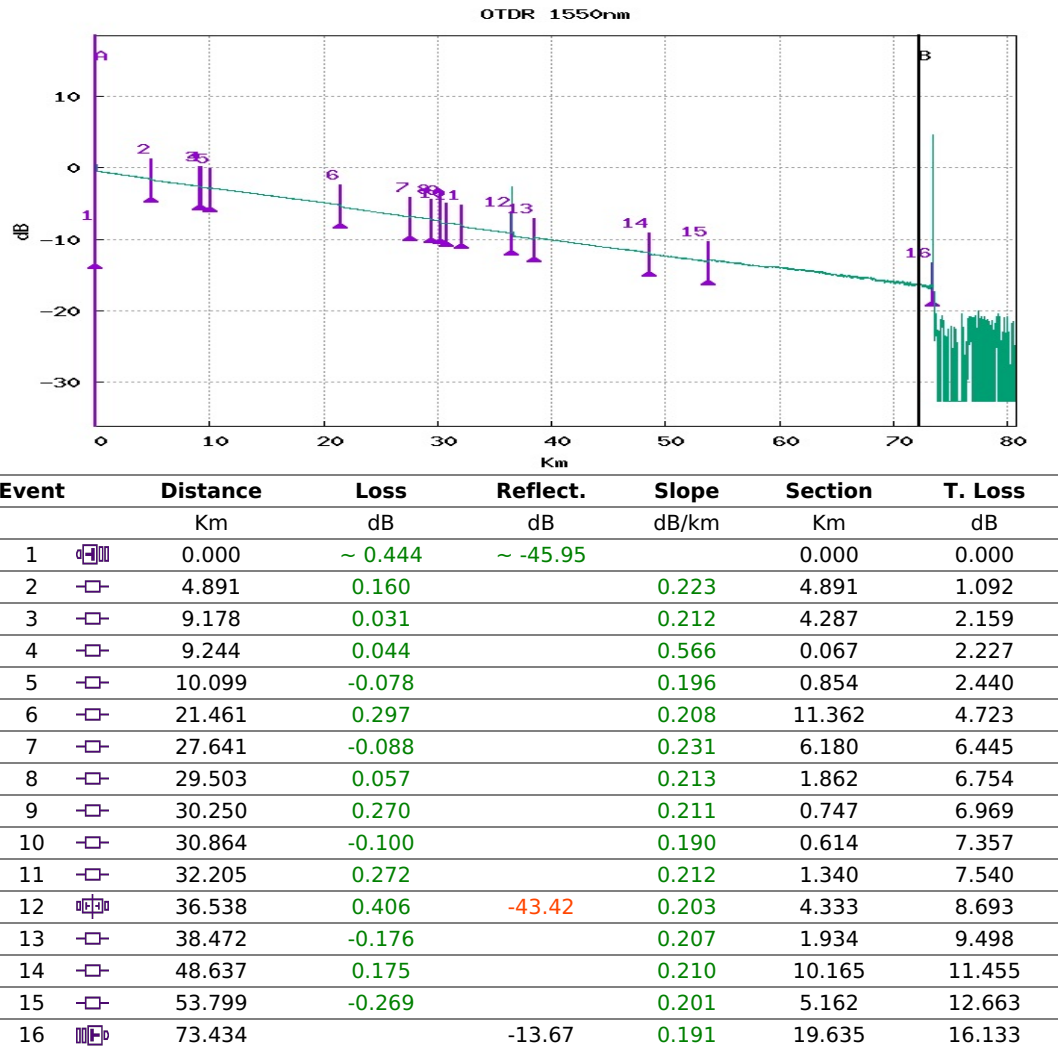 OTDR 1550nm
A
B
10
0
-10
-20
-30
dB
1
2
5
6
7
12
13
14
15
16
0 10 20 30 40 50 60 70 80
Km
Event Distance Loss Reflect. Slope Section T. Loss
Km dB dB dB/km Km dB
1 0.000 ~ 0.444 ~ -45.95 0.000 0.000
2 4.891 0.160 0.223 4.891 1.092
3 9.178 0.031 0.212 4.287 2.159
4 9.244 0.044 0.566 0.067 2.227
5 10.099 -0.078 0.196 0.854 2.440
6 21.461 0.297 0.208 11.362 4.723
7 27.641 -0.088 0.231 6.180 6.445
8 29.503 0.057 0.213 1.862 6.754
9 30.250 0.270 0.211 0.747 6.969
10 30.864 -0.100 0.190 0.614 7.357
11 32.205 0.272 0.212 1.340 7.540
12 36.538 0.406 -43.42 0.203 4.333 8.693
13 38.472 -0.176 0.207 1.934 9.498
14 48.637 0.175 0.210 10.165 11.455
15 53.799 -0.269 0.201 5.162 12.663
16 73.434 -13.67 0.191 19.635 16.133